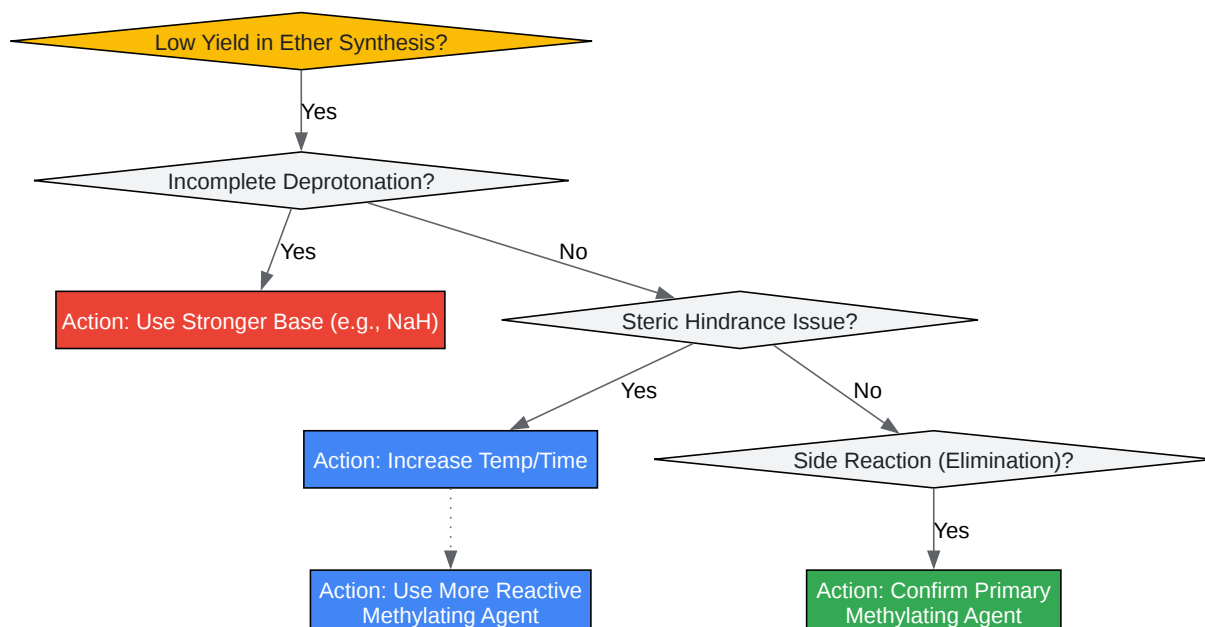 Low Yield in Ether Synthesis?
Yes
Incomplete Deprotonation?
Yes
No
Action: Use Stronger Base (e.g., NaH)
Steric Hindrance Issue?
Yes
No
Action: Increase Temp/Time
Side Reaction (Elimination)?
Yes
Action: Use More Reactive
Methylating Agent
Action: Confirm Primary
Methylating Agent